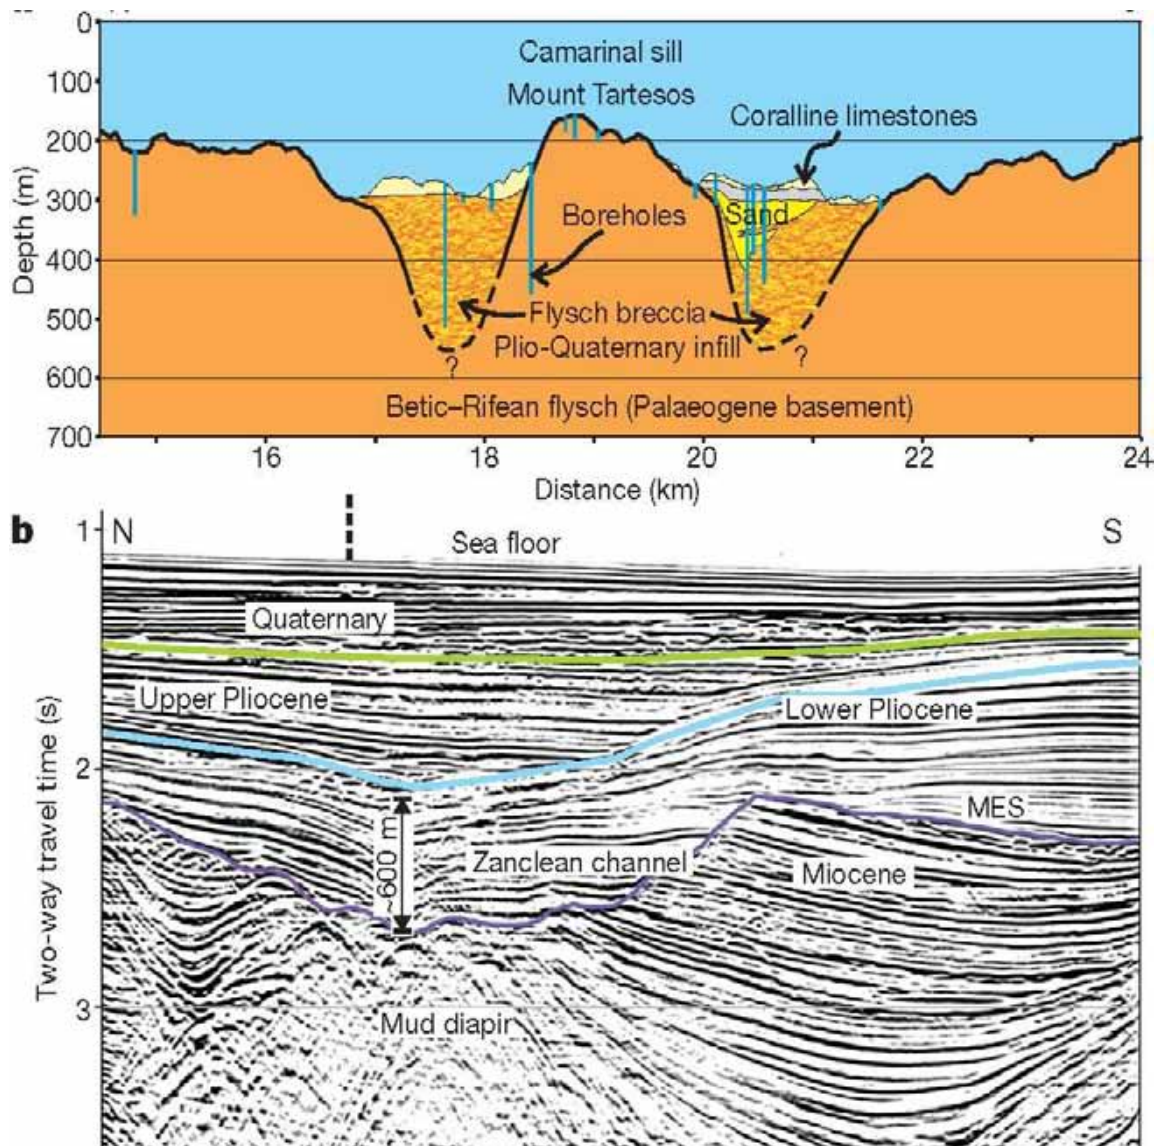 0
100
200
300
400
500
600
700
Depth (m)
Camarinal sill
Mount Tartesos
Coralline limestones
Sand
Boreholes
Flysch breccia
Plio-Quaternary infill
?
?
Betic–Rifean flysch (Palaeogene basement)
16
18
20
22
24
Distance (km)
b
1
N
Sea floor
S
Quaternary
Upper Pliocene
Lower Pliocene
2
~600 m
Zanclean channel
MES
Miocene
Two-way travel time (s)
3
Mud diapir